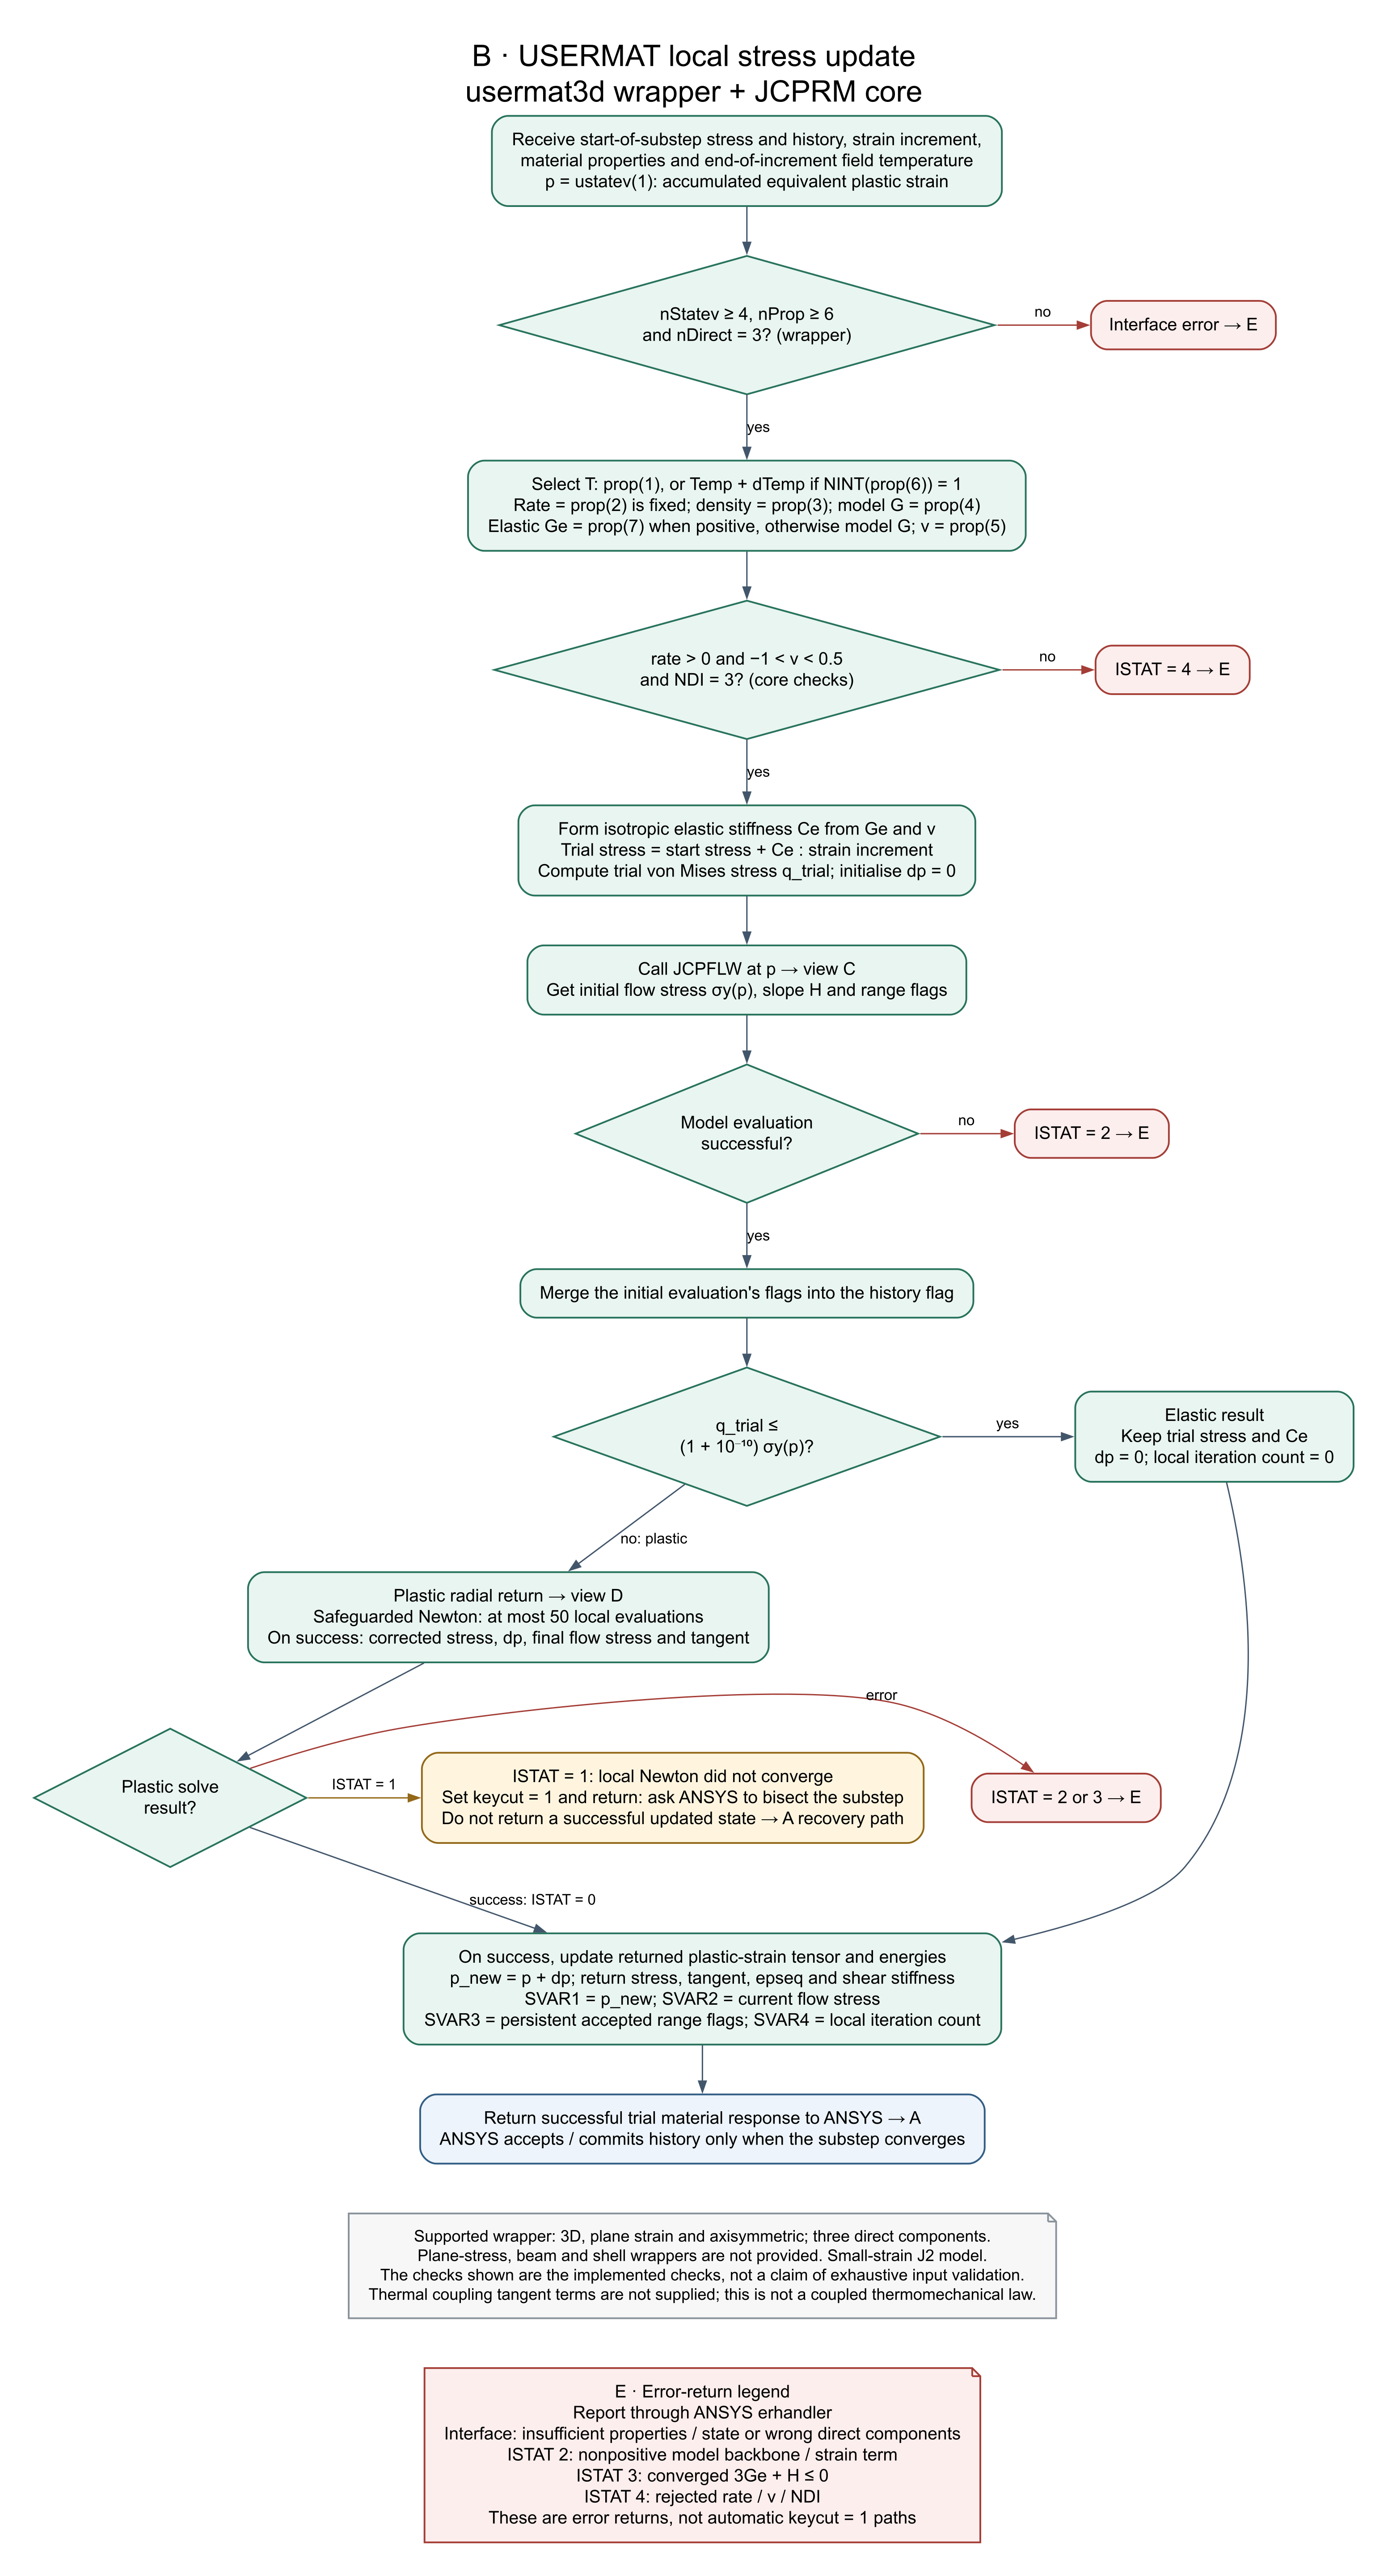 B · USERMAT local stress update
usermat3d wrapper + JCPRM core
Receive start-of-substep stress and history, strain increment,
material properties and end-of-increment field temperature
p = ustatev(1): accumulated equivalent plastic strain
nStatev ≥ 4, nProp ≥ 6
and nDirect = 3? (wrapper)
no
Interface error → E
yes
Select T: prop(1), or Temp + dTemp if NINT(prop(6)) = 1
Rate = prop(2) is fixed; density = prop(3); model G = prop(4)
Elastic Ge = prop(7) when positive, otherwise model G; ν = prop(5)
rate > 0 and −1 < ν < 0.5
and NDI = 3? (core checks)
no
ISTAT = 4 → E
yes
Form isotropic elastic stiffness Ce from Ge and ν
Trial stress = start stress + Ce : strain increment
Compute trial von Mises stress q_trial; initialise dp = 0
Call JCPFLW at p → view C
Get initial flow stress σy(p), slope H and range flags
Model evaluation
successful?
no
ISTAT = 2 → E
yes
Merge the initial evaluation's flags into the history flag
q_trial ≤
(1 + 10⁻¹⁰) σy(p)?
yes
Elastic result
Keep trial stress and Ce
dp = 0; local iteration count = 0
no: plastic
Plastic radial return → view D
Safeguarded Newton: at most 50 local evaluations
On success: corrected stress, dp, final flow stress and tangent
error
Plastic solve
result?
ISTAT = 1
ISTAT = 1: local Newton did not converge
Set keycut = 1 and return: ask ANSYS to bisect the substep
Do not return a successful updated state → A recovery path
ISTAT = 2 or 3 → E
success: ISTAT = 0
On success, update returned plastic-strain tensor and energies
p_new = p + dp; return stress, tangent, epseq and shear stiffness
SVAR1 = p_new; SVAR2 = current flow stress
SVAR3 = persistent accepted range flags; SVAR4 = local iteration count
Return successful trial material response to ANSYS → A
ANSYS accepts / commits history only when the substep converges
Supported wrapper: 3D, plane strain and axisymmetric; three direct components.
Plane-stress, beam and shell wrappers are not provided. Small-strain J2 model.
The checks shown are the implemented checks, not a claim of exhaustive input validation.
Thermal coupling tangent terms are not supplied; this is not a coupled thermomechanical law.
E · Error-return legend
Report through ANSYS erhandler
Interface: insufficient properties / state or wrong direct components
ISTAT 2: nonpositive model backbone / strain term
ISTAT 3: converged 3Ge + H ≤ 0
ISTAT 4: rejected rate / ν / NDI
These are error returns, not automatic keycut = 1 paths